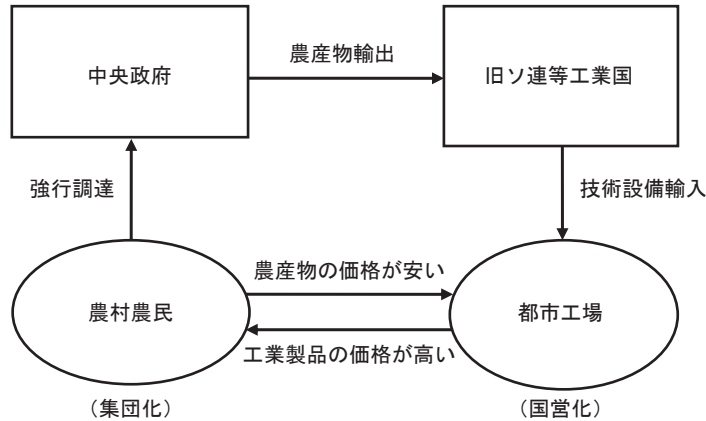 農産物輸出
中央政府
旧ソ連等工業国
強行調達
技術設備輸入
農産物の価格が安い
農村農民
都市工場
工業製品の価格が高い
（集団化）
（国営化）